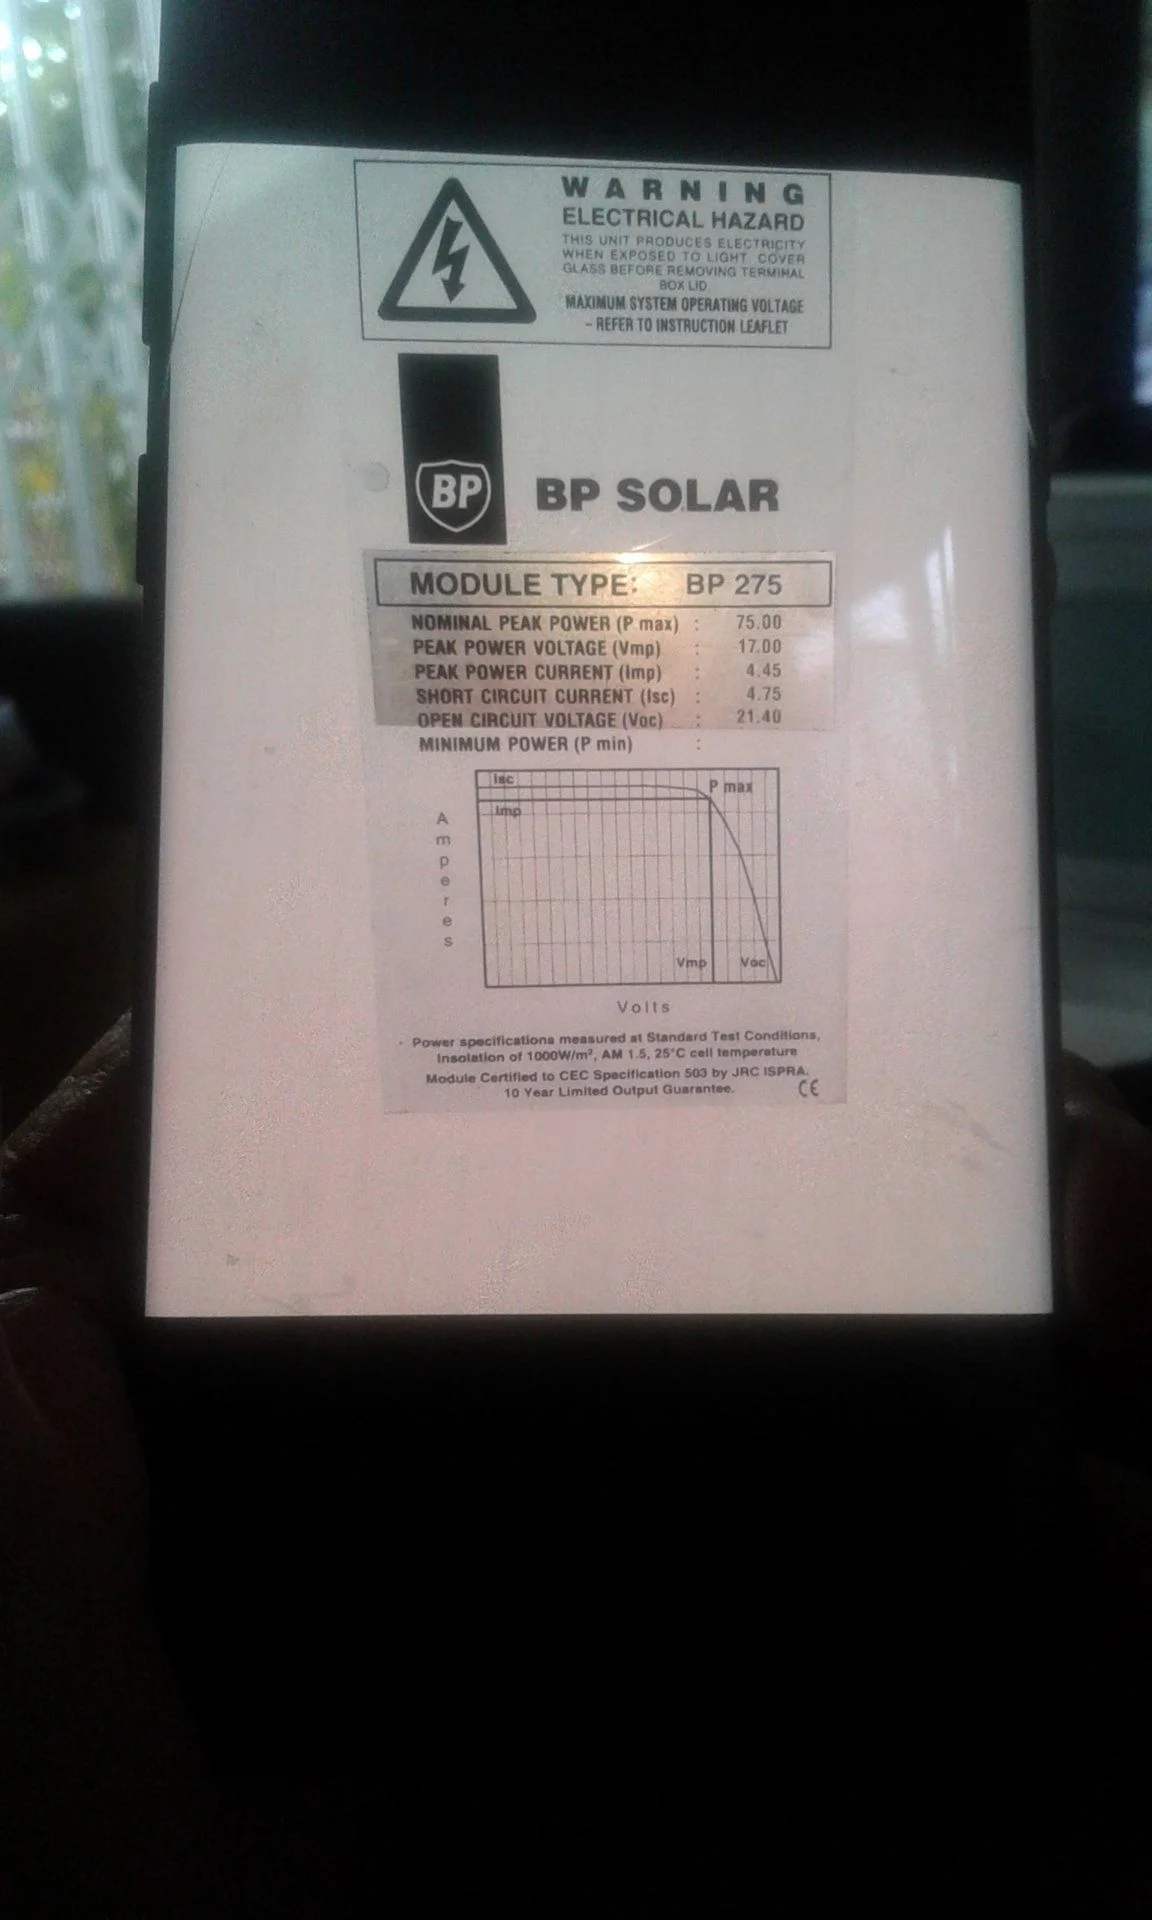 WARNING
ELECTRICAL HAZARD
THIS UNIT PRODUCES ELECTRICITY
WHEN EXPOSED TO LIGHT. COVER
GLASS BEFORE REMOVING TERMINAL
BOX LID.
MAXIMUM SYSTEM OPERATING VOLTAGE
- REFER TO INSTRUCTION LEAFLET
BP
BP SOLAR
MODULE TYPE: BP 275
NOMINAL PEAK POWER (P max) : 75.00
PEAK POWER VOLTAGE (Vmp) : 17.00
PEAK POWER CURRENT (Imp) : 4.45
SHORT CIRCUIT CURRENT (Isc) : 4.75
OPEN CIRCUIT VOLTAGE (Voc) : 21.40
MINIMUM POWER (P min) :
Isc
P max
Imp
Amperes
Vmp Voc
Volts
Power specifications measured at Standard Test Conditions,
Insolation of 1000W/m², AM 1.5, 25°C cell temperature
Module Certified to CEC Specification 503 by JRC ISPRA.
10 Year Limited Output Guarantee. CE